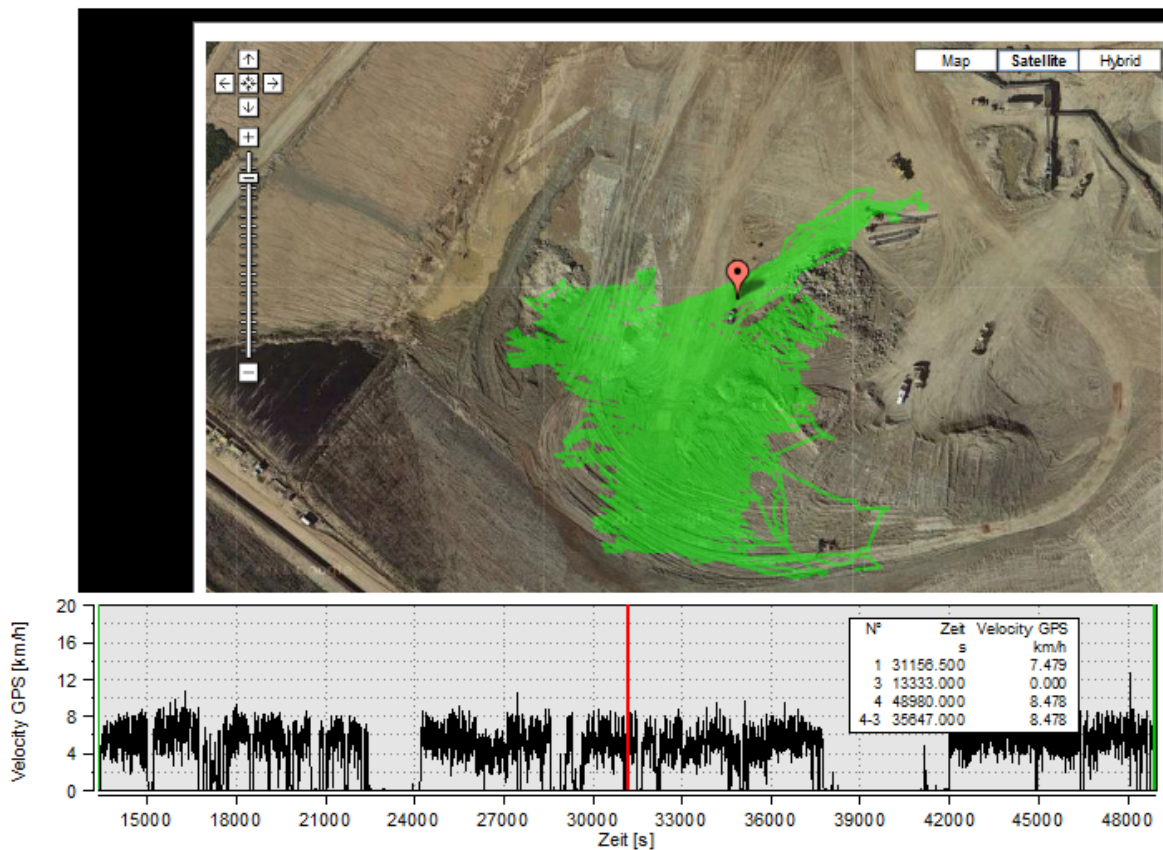 Map Satellite Hybrid
20
16
12
8
4
0
Velocity GPS [km/h]
N° Zeit Velocity GPS
s km/h
1 31156.500 7.479
3 13333.000 0.000
4 48980.000 8.478
4-3 35647.000 8.478
15000 18000 21000 24000 27000 30000 33000 36000 39000 42000 45000 48000
Zeit [s]